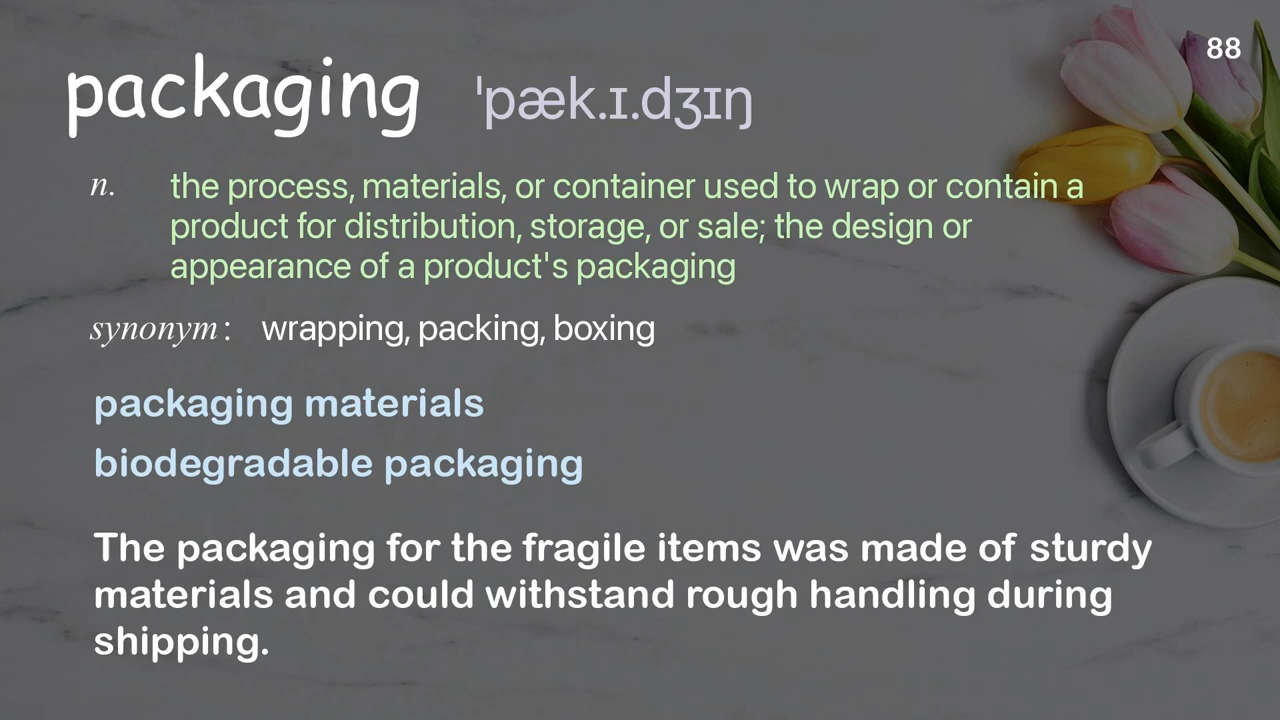 88
packaging ˈpæk.ɪ.dʒɪŋ
n. the process, materials, or container used to wrap or contain a
product for distribution, storage, or sale; the design or
appearance of a product's packaging
synonym: wrapping, packing, boxing
packaging materials
biodegradable packaging
The packaging for the fragile items was made of sturdy
materials and could withstand rough handling during
shipping.